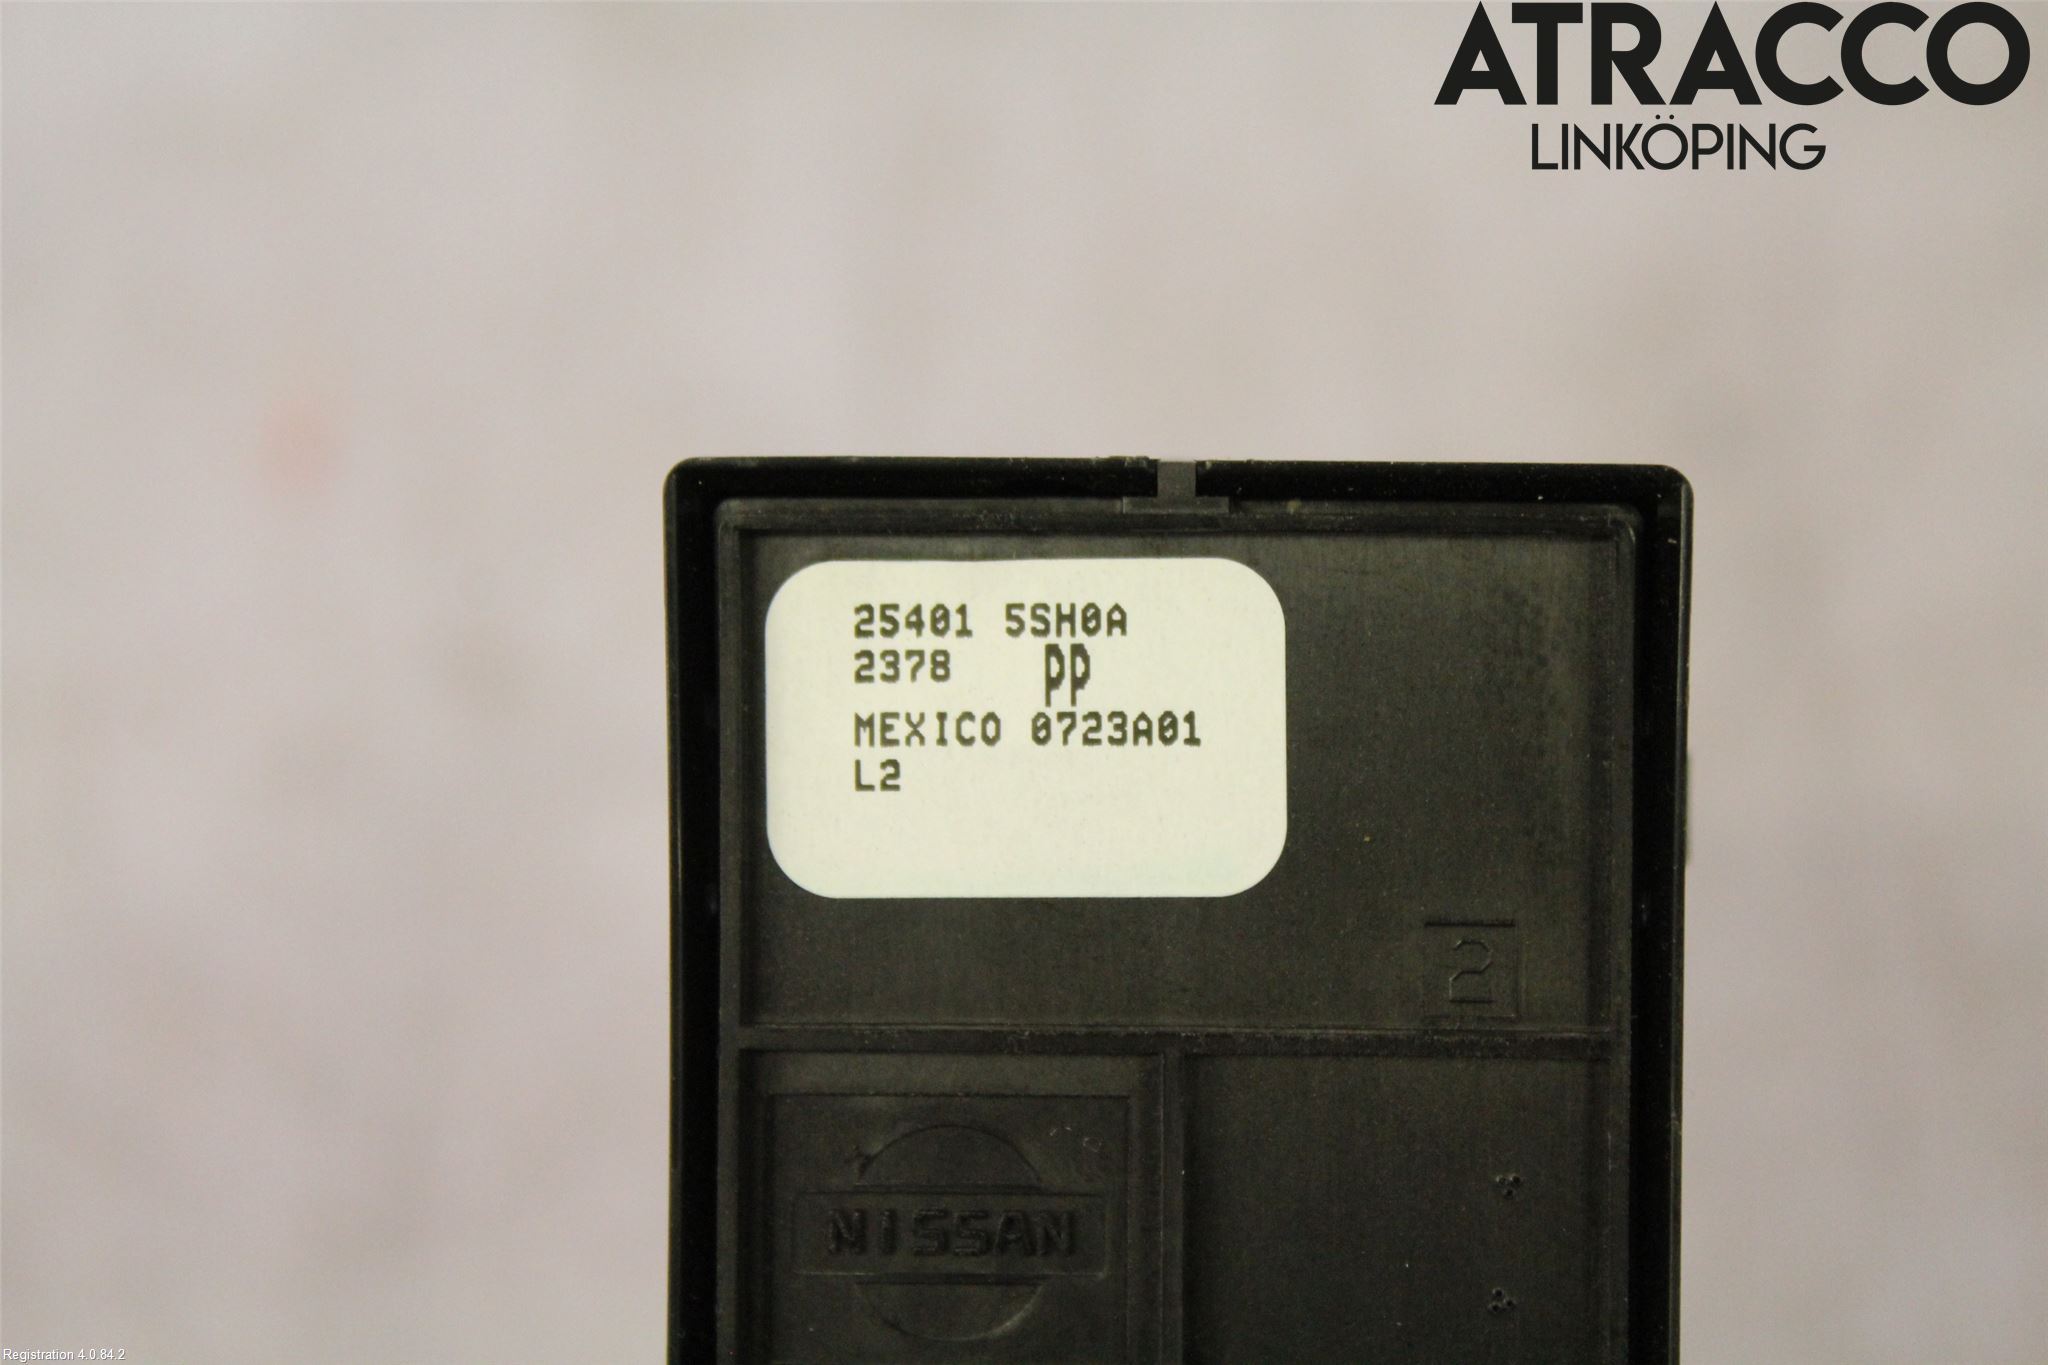 ATRACCO
LINKÖPING
25401 5SH0A
2378 PP
MEXICO 0723A01
L2
2
NISSAN
Registration 4.0.84.2